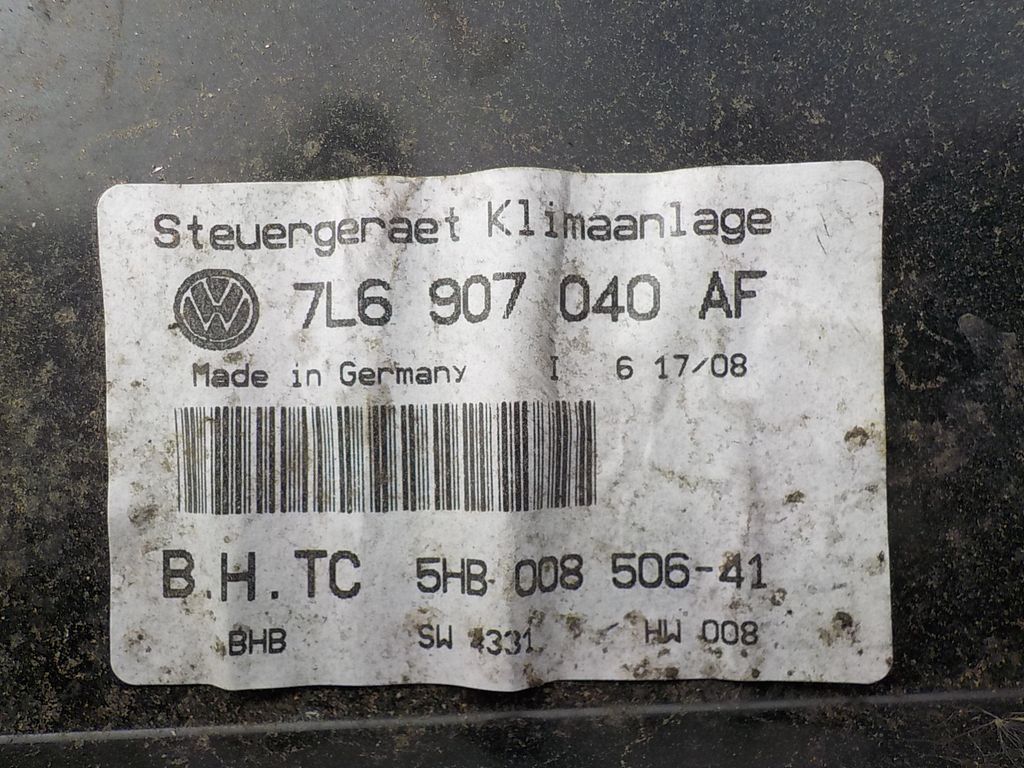 Steuergeraet Klimaanlage
7L6 907 040 AF
Made in Germany I 6 17/08
B.H.TC 5HB 008 506-41
BHB SW 4331 HW 008